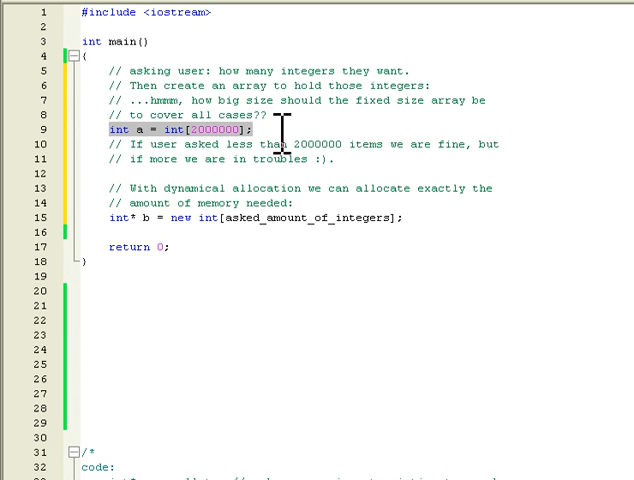 1 #include <iostream>
2
3 int main()
4 {
5 // asking user: how many integers they want.
6 // Then create an array to hold those integers:
7 // ...hmmm, how big size should the fixed size array be
8 // to cover all cases??
9 int a = int[2000000];
10 // If user asked less than 2000000 items we are fine, but
11 // if more we are in troubles :).
12
13 // With dynamical allocation we can allocate exactly the
14 // amount of memory needed:
15 int* b = new int[asked_amount_of_integers];
16
17 return 0;
18 }
19
20
21
22
23
24
25
26
27
28
29
30
31 /*
32 code: